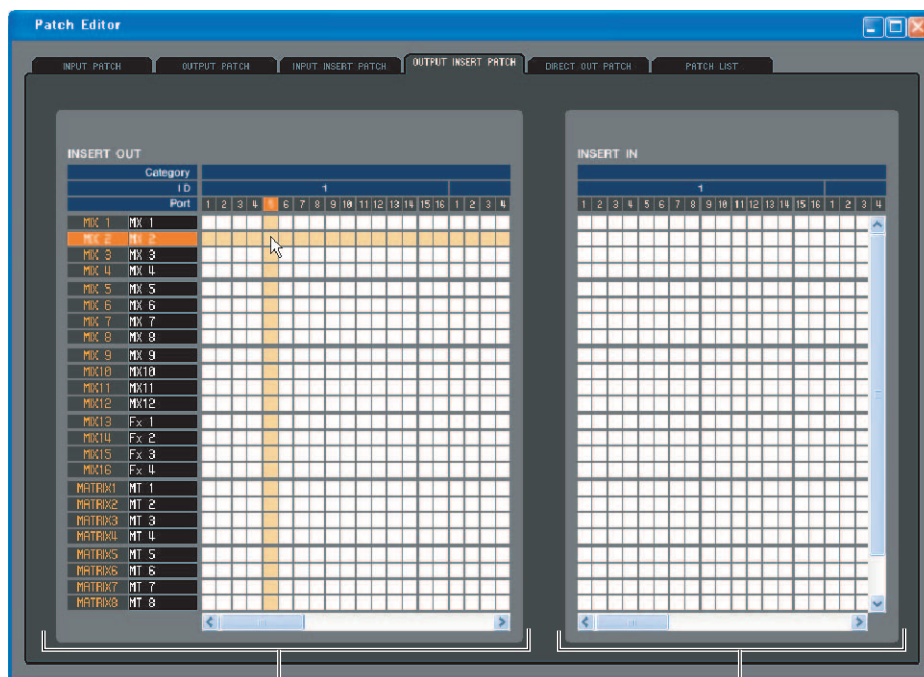 Patch Editor
INPUT PATCH OUTPUT PATCH INPUT INSERT PATCH OUTPUT INSERT PATCH DIRECT OUT PATCH PATCH LIST
INSERT OUT
Category
ID 1
Port 1 2 3 4 5 6 7 8 9 10 11 12 13 14 15 16 1 2 3 4
MIX 1 MX 1
MIX 2 MX 2
MIX 3 MX 3
MIX 4 MX 4
MIX 5 MX 5
MIX 6 MX 6
MIX 7 MX 7
MIX 8 MX 8
MIX 9 MX 9
MIX10 MX10
MIX11 MX11
MIX12 MX12
MIX13 Fx 1
MIX14 Fx 2
MIX15 Fx 3
MIX16 Fx 4
MATRIX1 MT 1
MATRIX2 MT 2
MATRIX3 MT 3
MATRIX4 MT 4
MATRIX5 MT 5
MATRIX6 MT 6
MATRIX7 MT 7
MATRIX8 MT 8
INSERT IN
1
1 2 3 4 5 6 7 8 9 10 11 12 13 14 15 16 1 2 3 4